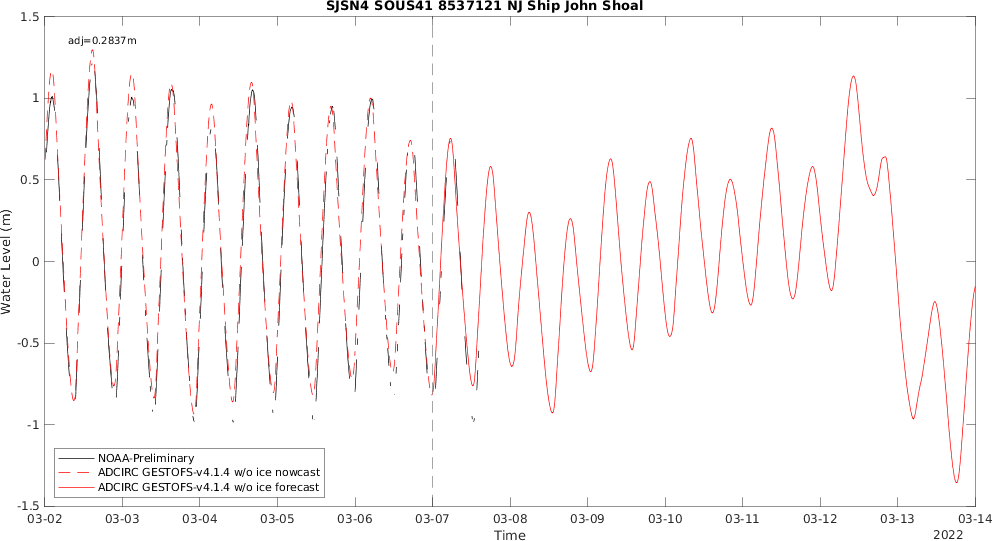 SJSN4 SOUS41 8537121 NJ Ship John Shoal
adj=0.2837m
1.5
1
0.5
0
-0.5
-1
-1.5
Water Level (m)
NOAA-Preliminary
ADCIRC GESTOFS-v4.1.4 w/o ice nowcast
ADCIRC GESTOFS-v4.1.4 w/o ice forecast
03-02 03-03 03-04 03-05 03-06 03-07 03-08 03-09 03-10 03-11 03-12 03-13 03-14
Time
2022